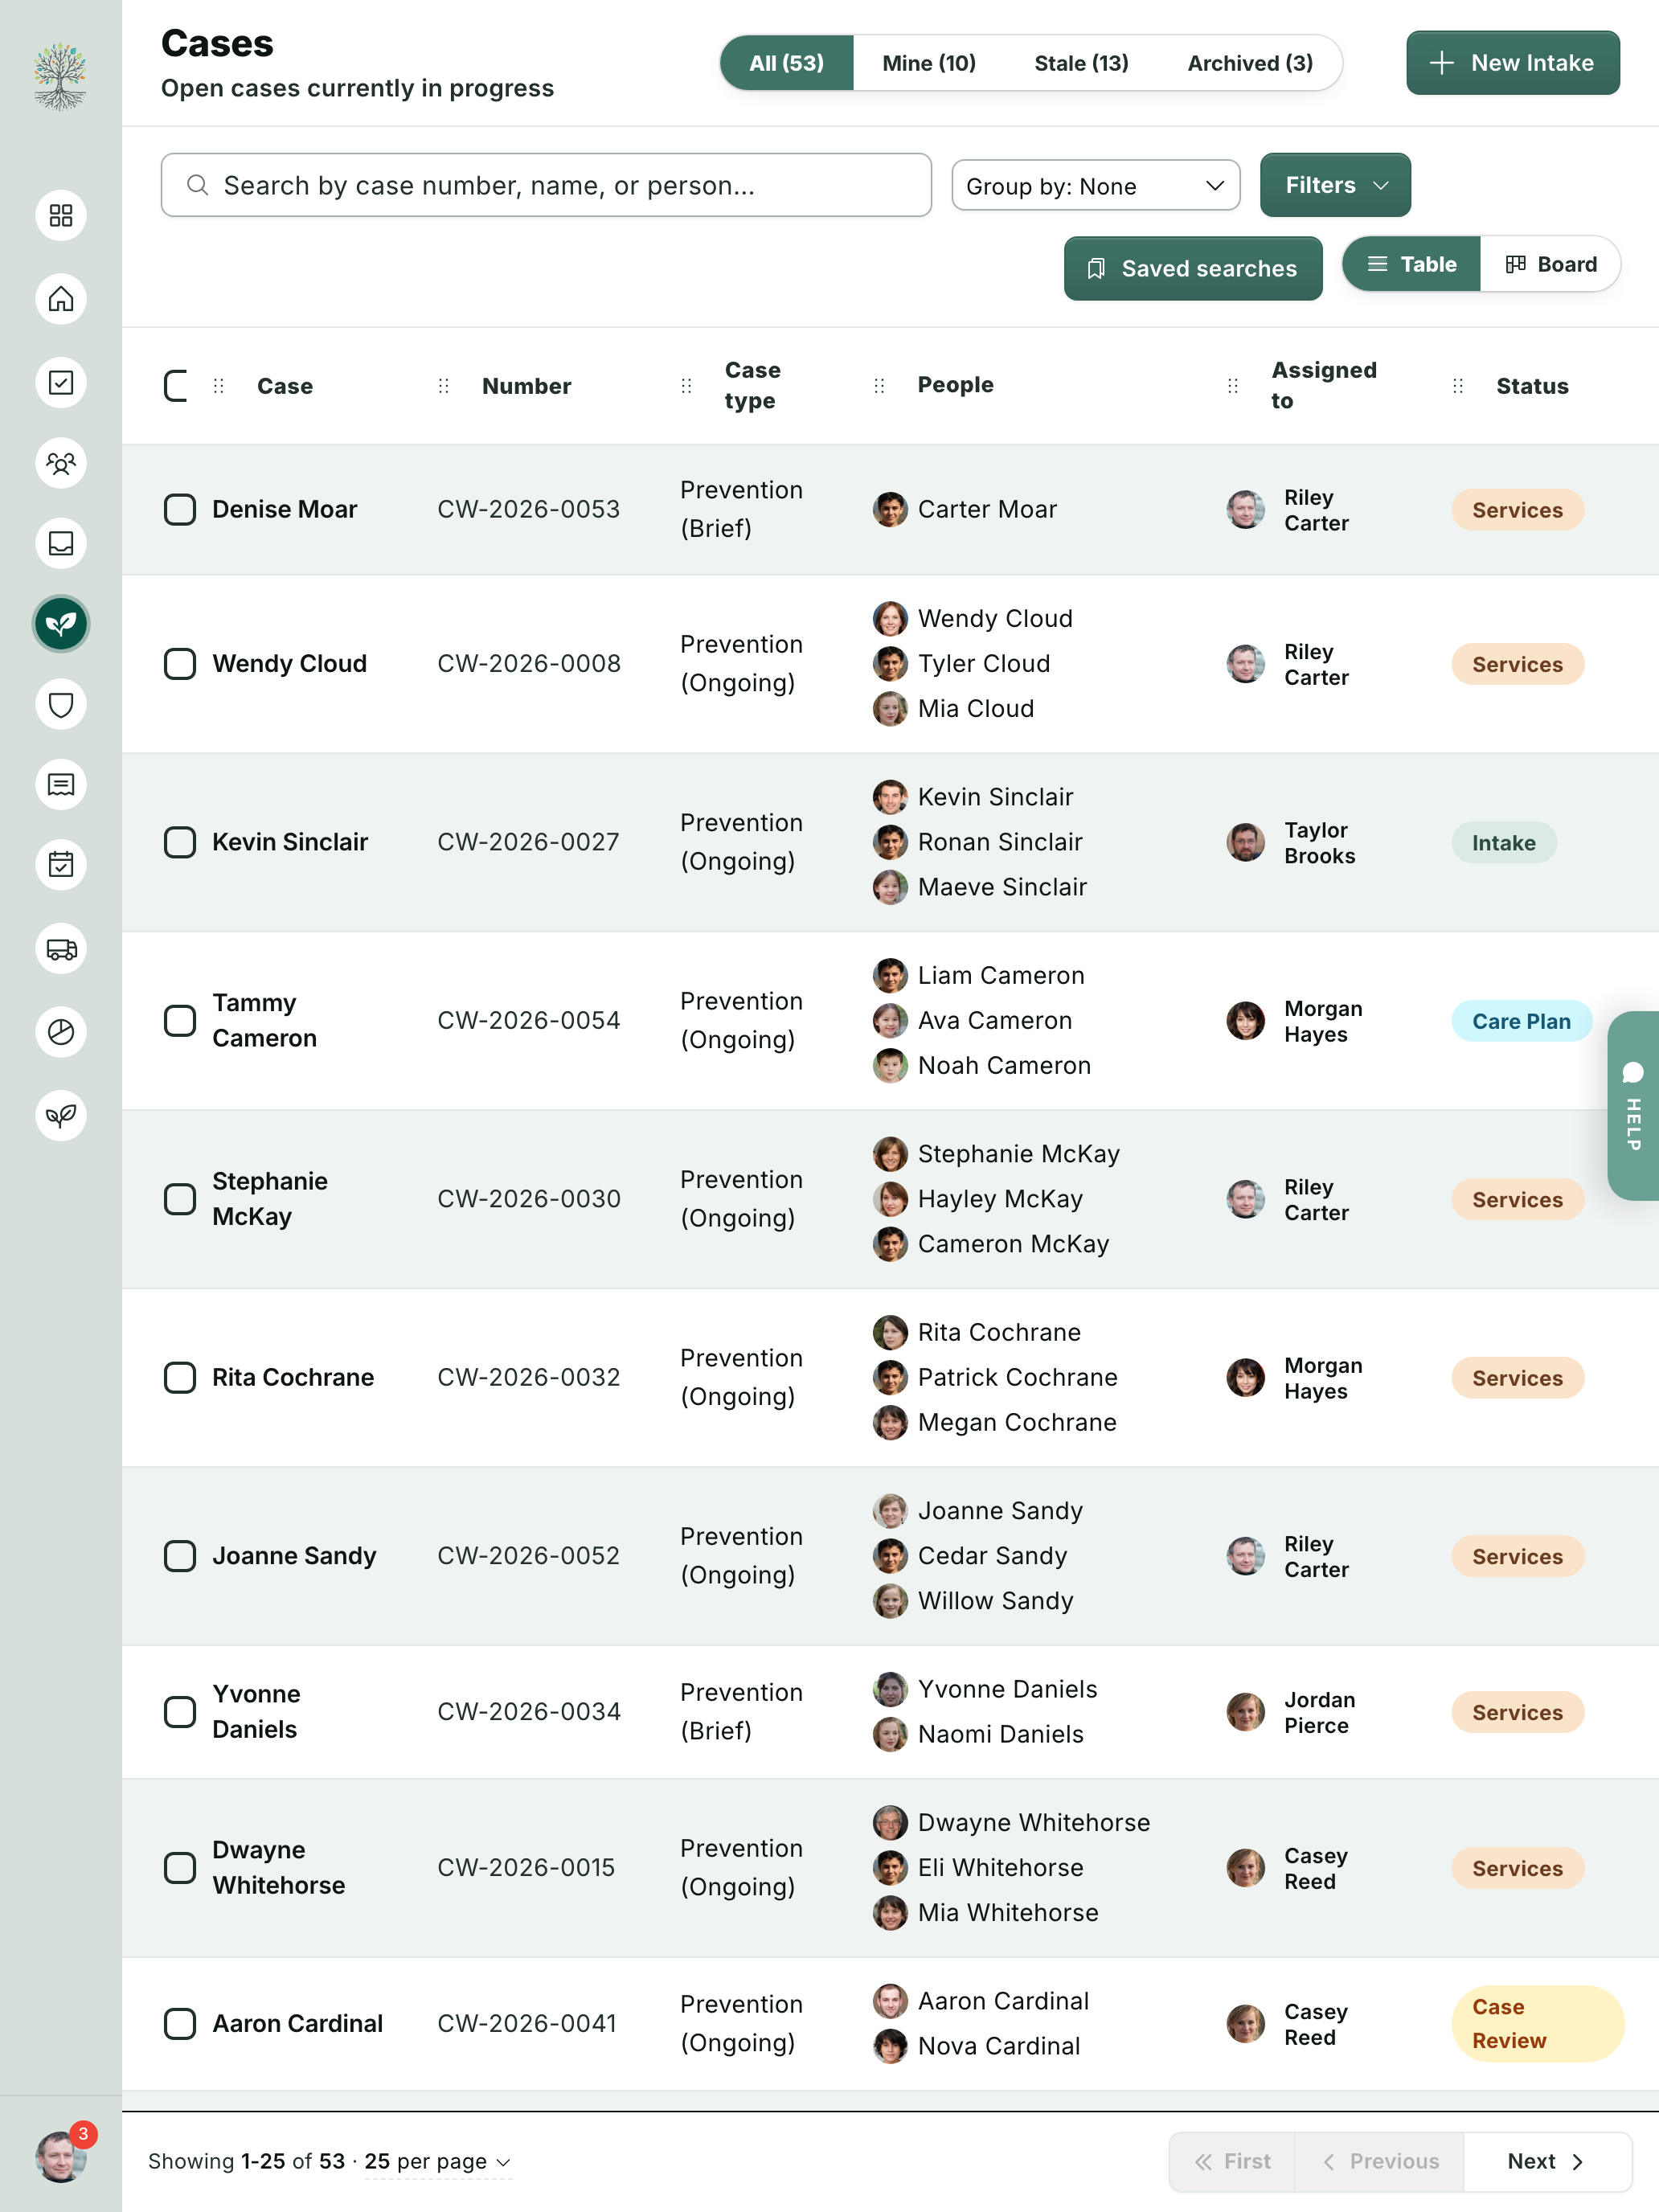 Cases
Open cases currently in progress
All (53)
Mine (10)
Stale (13)
Archived (3)
New Intake
Search by case number, name, or person...
Group by: None
Filters
Saved searches
Table
Board
Case
Number
Case
type
People
Assigned
to
Status
Denise Moar
CW-2026-0053
Prevention
(Brief)
Carter Moar
Riley
Carter
Services
Wendy Cloud
CW-2026-0008
Prevention
(Ongoing)
Wendy Cloud
Tyler Cloud
Mia Cloud
Riley
Carter
Services
Kevin Sinclair
CW-2026-0027
Prevention
(Ongoing)
Kevin Sinclair
Ronan Sinclair
Maeve Sinclair
Taylor
Brooks
Intake
Tammy
Cameron
CW-2026-0054
Prevention
(Ongoing)
Liam Cameron
Ava Cameron
Noah Cameron
Morgan
Hayes
Care Plan
HELP
Stephanie
McKay
CW-2026-0030
Prevention
(Ongoing)
Stephanie McKay
Hayley McKay
Cameron McKay
Riley
Carter
Services
Rita Cochrane
CW-2026-0032
Prevention
(Ongoing)
Rita Cochrane
Patrick Cochrane
Megan Cochrane
Morgan
Hayes
Services
Joanne Sandy
CW-2026-0052
Prevention
(Ongoing)
Joanne Sandy
Cedar Sandy
Willow Sandy
Riley
Carter
Services
Yvonne
Daniels
CW-2026-0034
Prevention
(Brief)
Yvonne Daniels
Naomi Daniels
Jordan
Pierce
Services
Dwayne
Whitehorse
CW-2026-0015
Prevention
(Ongoing)
Dwayne Whitehorse
Eli Whitehorse
Mia Whitehorse
Casey
Reed
Services
Aaron Cardinal
CW-2026-0041
Prevention
(Ongoing)
Aaron Cardinal
Nova Cardinal
Casey
Reed
Case
Review
3
Showing 1-25 of 53 · 25 per page
First
Previous
Next